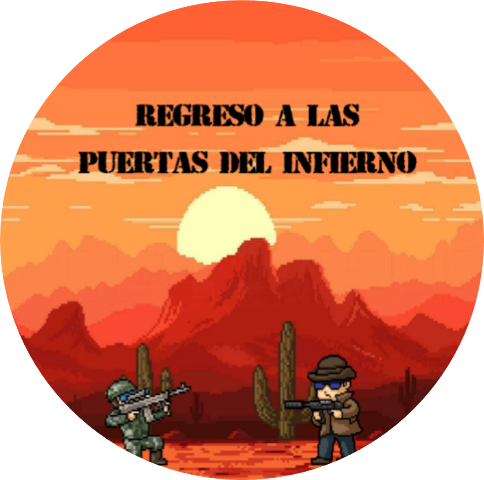 REGRESO A LAS
PUERTAS DEL INFIERNO